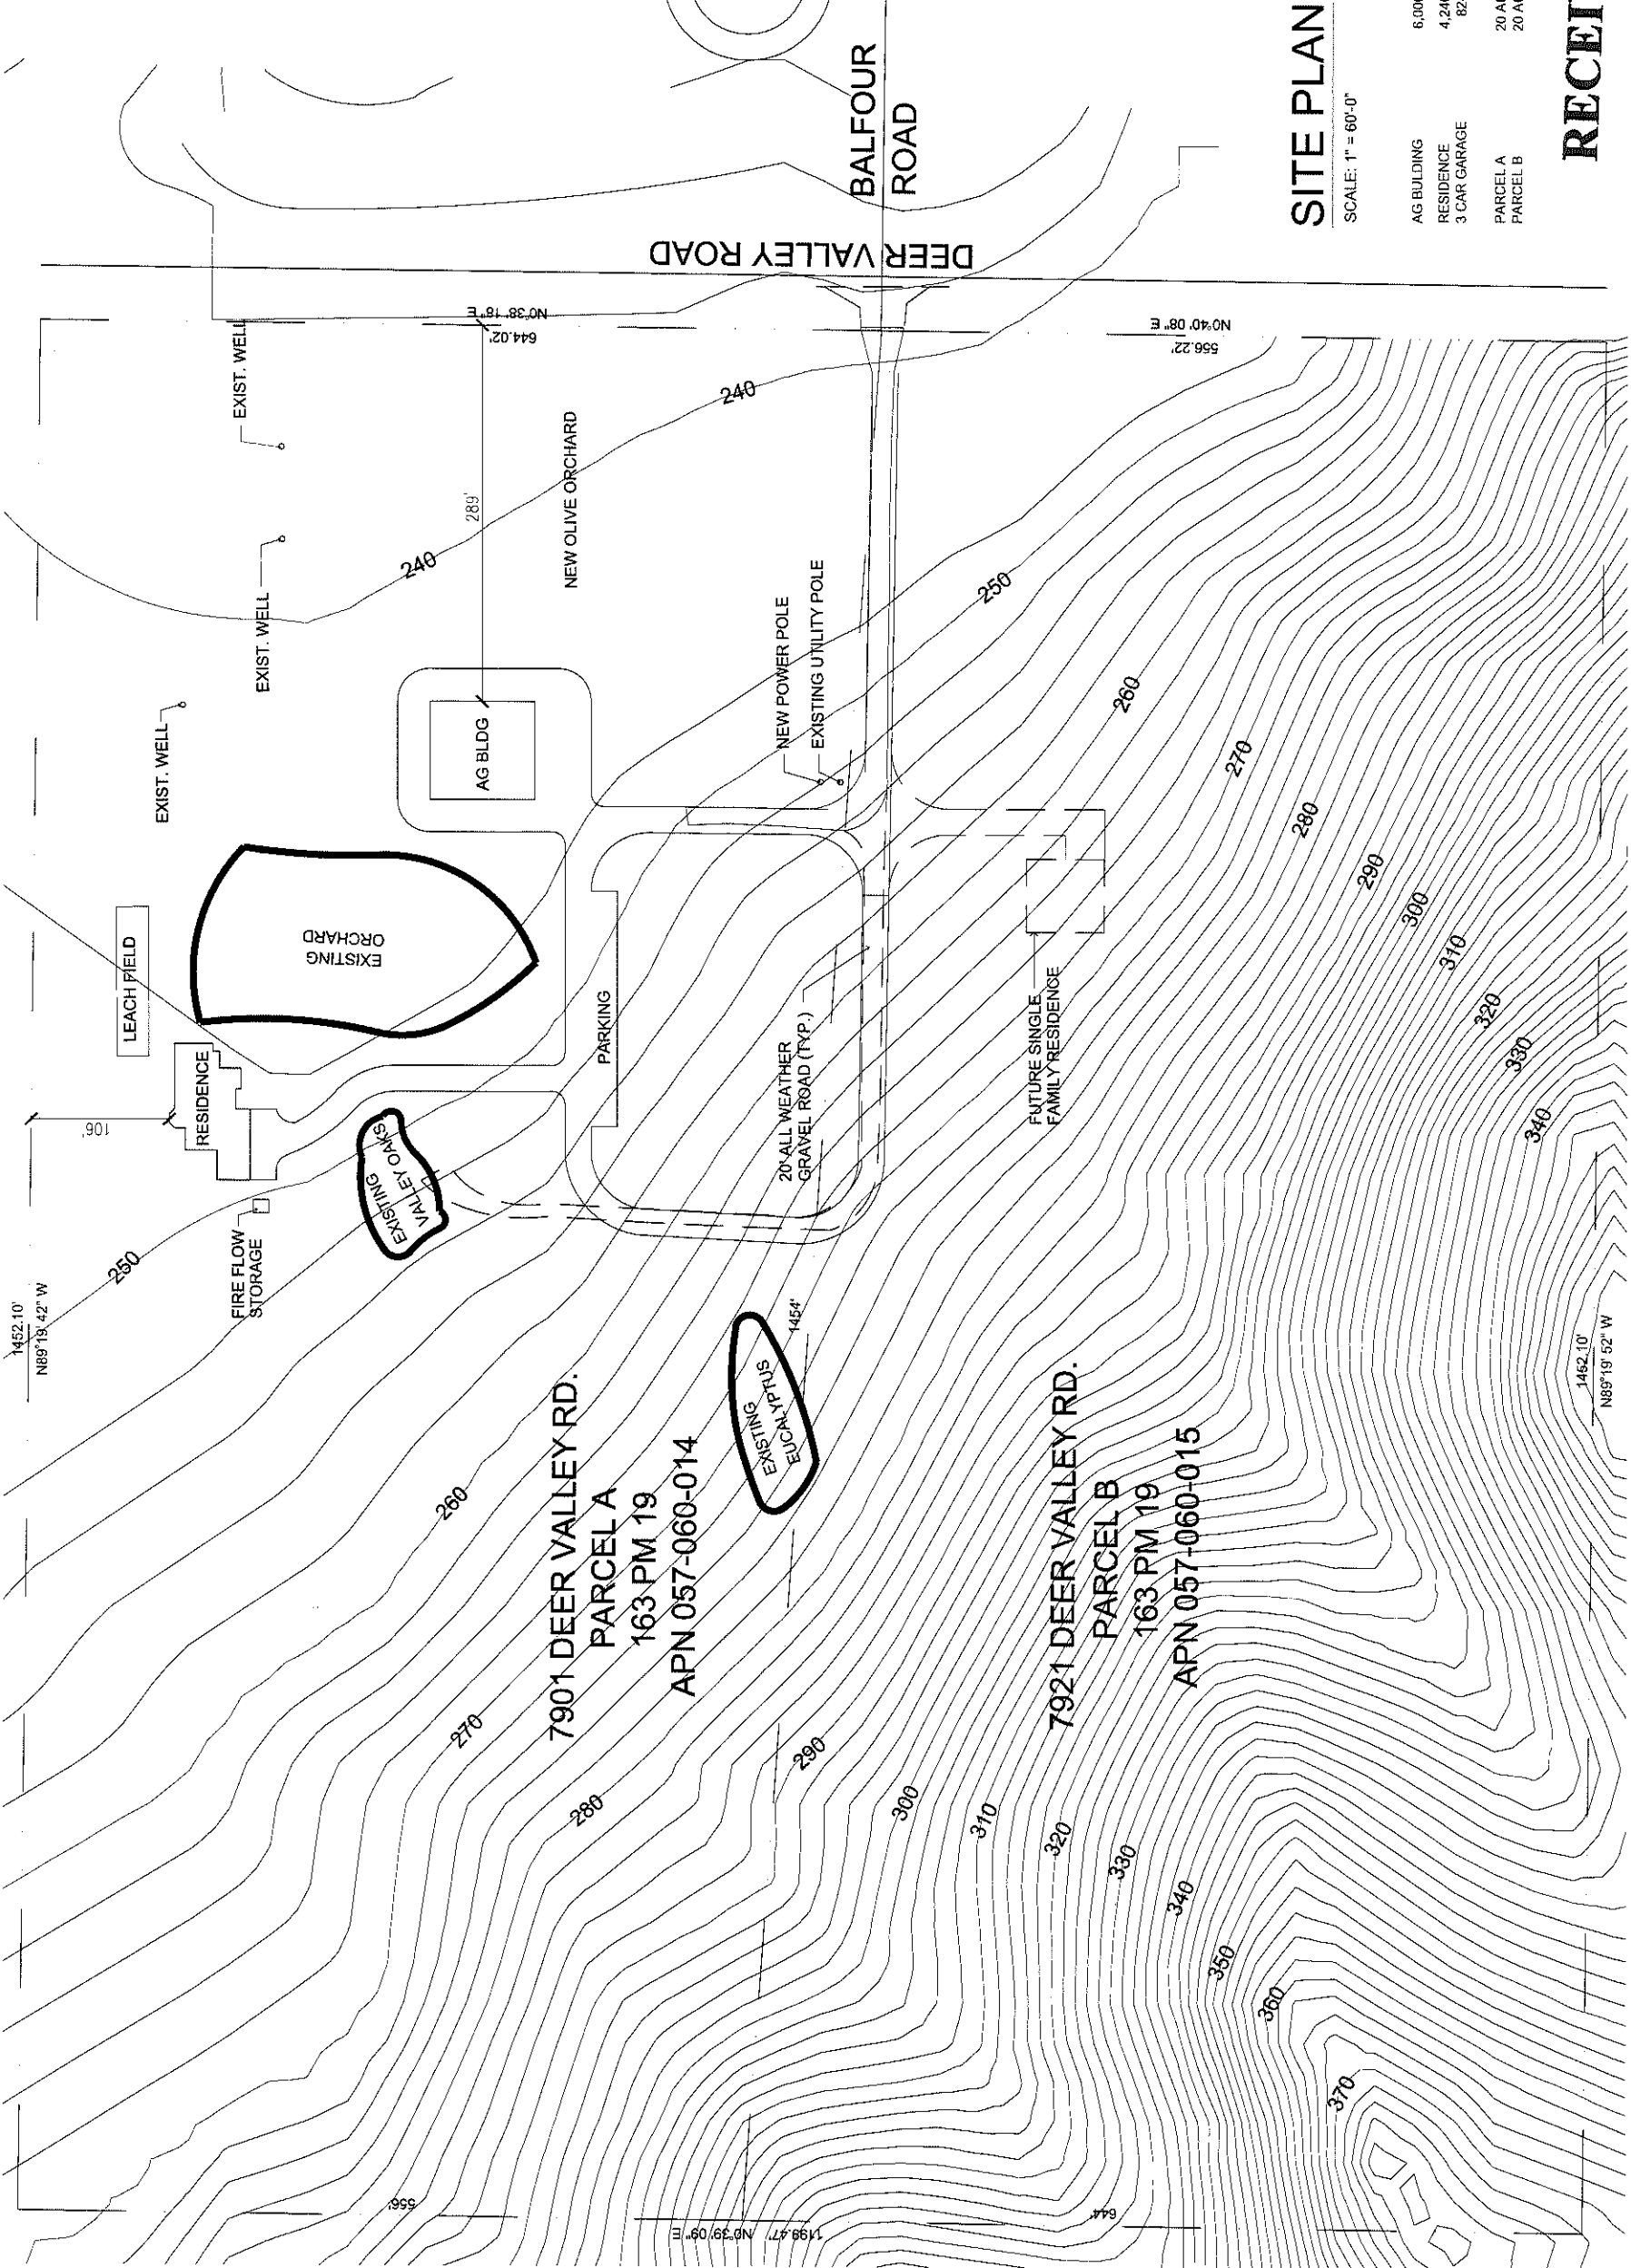 BALFOUR
ROAD
DEER VALLEY ROAD
SITE PLAN
SCALE: 1" = 60'-0"
AG BULDING
RESIDENCE
3 CAR GARAGE
PARCEL A
PARCEL B
EXIST. WELL
EXIST. WELL
EXIST. WELL
644.02'
N0°38' 18" E
556.22'
N0°40' 08" E
240
240
289'
NEW OLIVE ORCHARD
AG BLDG
NEW POWER POLE
EXISTING UTILITY POLE
250
260
270
280
290
300
310
320
330
340
LEACH FIELD
EXISTING
ORCHARD
RESIDENCE
106'
PARKING
EXISTING
VALLEY OAKS
FIRE FLOW
STORAGE
20' ALL WEATHER
GRAVEL ROAD (TYP.)
FUTURE SINGLE
FAMILY RESIDENCE
250
1452.10'
N89°19' 42" W
1454'
EXISTING
EUCALYPTUS
1452.10'
N89°19' 52" W
7901 DEER VALLEY RD.
PARCEL A
163 PM 19
APN 057-060-014
7921 DEER VALLEY RD.
PARCEL B
163 PM 19
APN 057-060-015
260
270
280
290
300
310
320
330
340
350
360
370
556'
1199.47'
N0°39' 09" E
644'